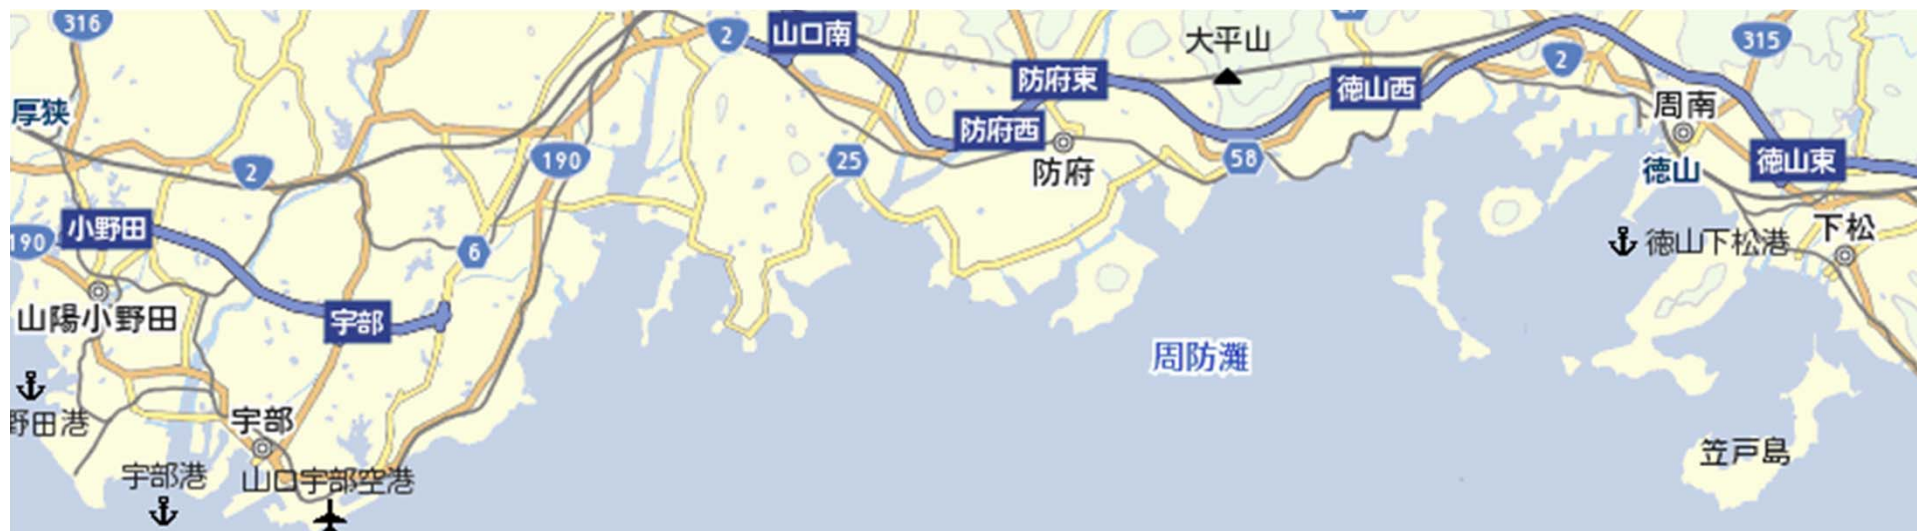 316
2
山口南
大平山
2
315
厚狭
防府東
徳山西
周南
防府西
防府
190
25
58
2
徳山
徳山東
小野田
190
6
徳山下松港
下松
山陽小野田
宇部
周防灘
野田港
宇部
宇部港
山口宇部空港
笠戸島